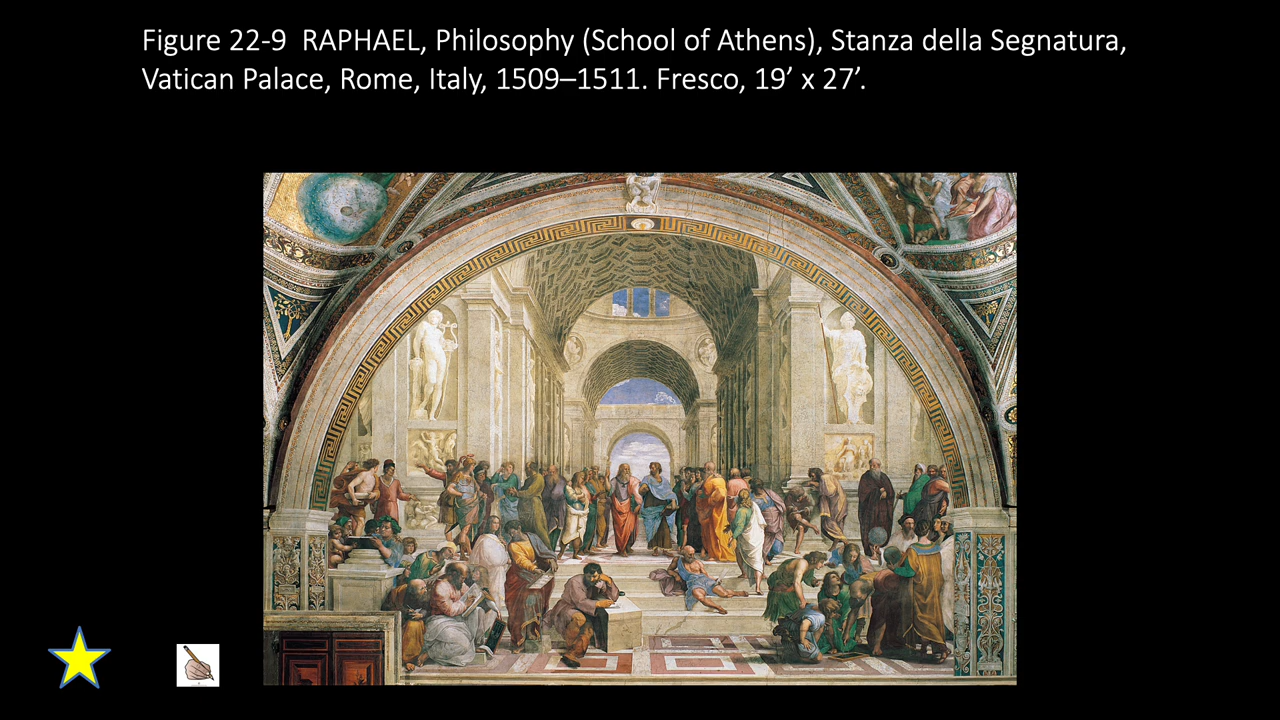 Figure 22-9  RAPHAEL, Philosophy (School of Athens), Stanza della Segnatura,
Vatican Palace, Rome, Italy, 1509–1511. Fresco, 19’ x 27’.